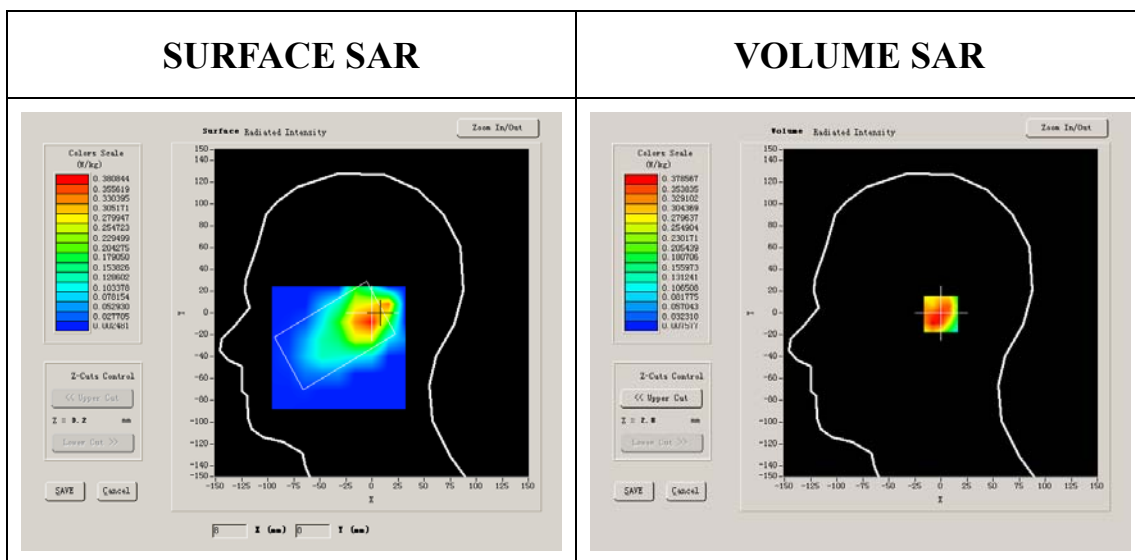 SURFACE SAR
VOLUME SAR
Surface Radiated Intensity
Zoom In/Out
Colors Scale
(W/kg)
0.380844
0.355619
0.330395
0.305171
0.279947
0.254723
0.229499
0.204275
0.179050
0.153826
0.128602
0.103378
0.078154
0.052930
0.027705
0.002481
150
140
120
100
80
60
40
20
0
-20
-40
-60
-80
-100
-120
-140
-150
Y
-150 -125 -100 -75 -50 -25 0 25 50 75 100 125 150
X
Z-Cuts Control
<< Upper Cut
Z = 3.2 mm
Lower Cut >>
SAVE
Cancel
8 X (mm) 0 Y (mm)
Volume Radiated Intensity
Zoom In/Out
Colors Scale
(W/kg)
0.378567
0.353835
0.329102
0.304369
0.279637
0.254904
0.230171
0.205439
0.180706
0.155973
0.131241
0.106508
0.081775
0.057043
0.032310
0.007577
150
140
120
100
80
60
40
20
0
-20
-40
-60
-80
-100
-120
-140
-150
Y
-150 -125 -100 -75 -50 -25 0 25 50 75 100 125 150
X
Z-Cuts Control
<< Upper Cut
Z = 2.8 mm
Lower Cut >>
SAVE
Cancel